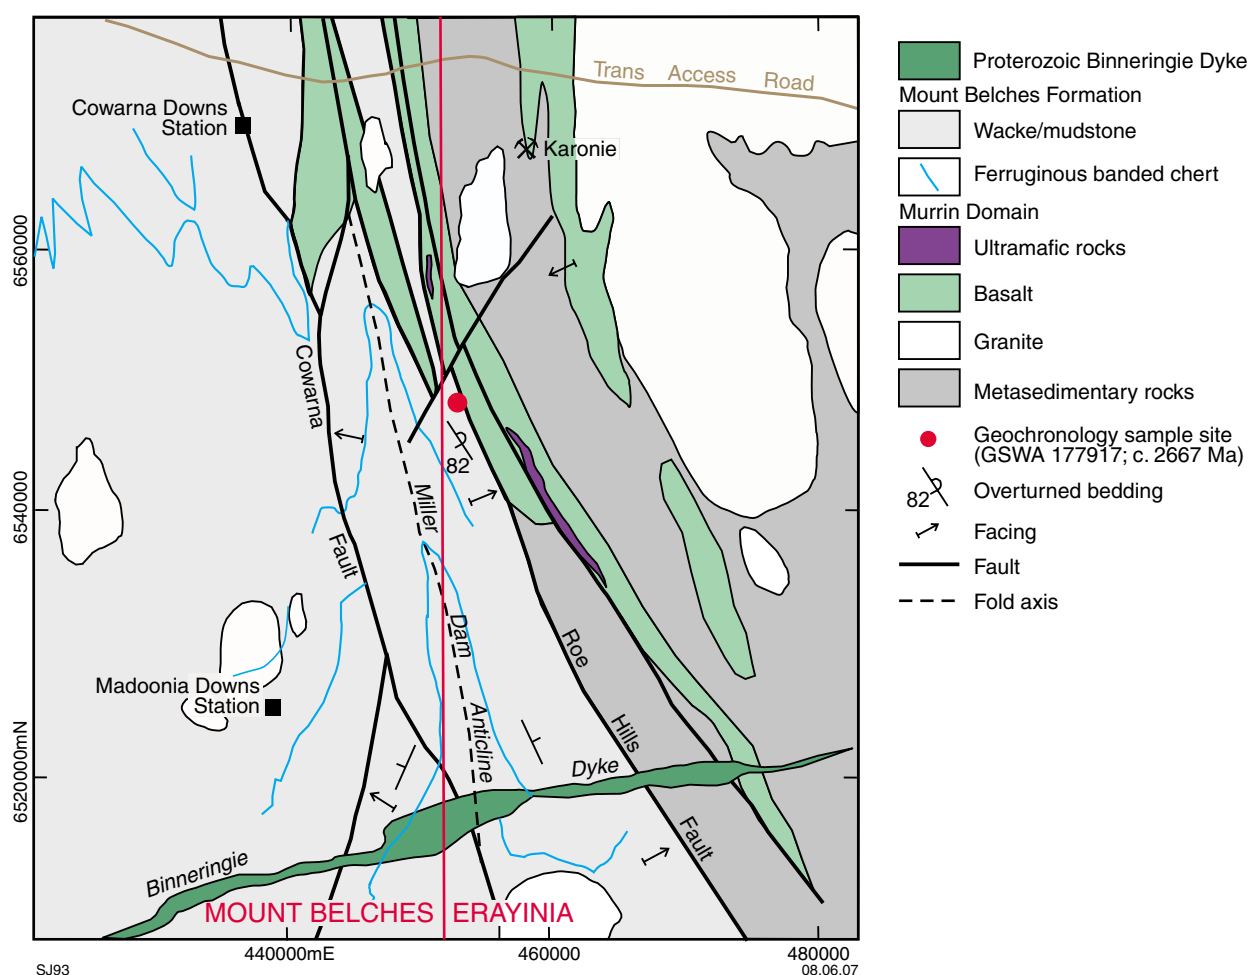 Trans Access Road
Cowarna Downs
Station
Karonie
6560000
6540000
6520000mN
Cowarna
Fault
Miller
Dam
Anticline
82
Roe
Hills
Fault
Madoonia Downs
Station
Dyke
Binneringie
MOUNT BELCHES
ERAYINIA
440000mE
460000
480000
SJ93
08.06.07
Proterozoic Binneringie Dyke
Mount Belches Formation
Wacke/mudstone
Ferruginous banded chert
Murrin Domain
Ultramafic rocks
Basalt
Granite
Metasedimentary rocks
Geochronology sample site
(GSWA 177917; c. 2667 Ma)
82
Overturned bedding
Facing
Fault
Fold axis